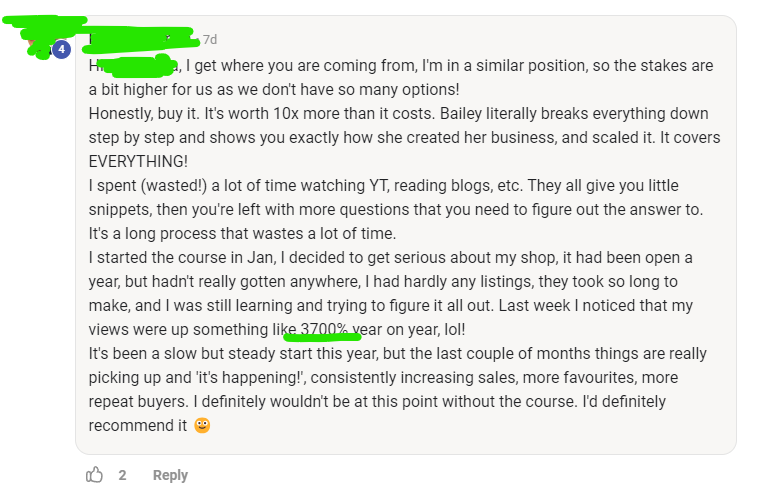 4
7d
I get where you are coming from, I'm in a similar position, so the stakes are
a bit higher for us as we don't have so many options!
Honestly, buy it. It's worth 10x more than it costs. Bailey literally breaks everything down
step by step and shows you exactly how she created her business, and scaled it. It covers
EVERYTHING!
I spent (wasted!) a lot of time watching YT, reading blogs, etc. They all give you little
snippets, then you're left with more questions that you need to figure out the answer to.
It's a long process that wastes a lot of time.
I started the course in Jan, I decided to get serious about my shop, it had been open a
year, but hadn't really gotten anywhere, I had hardly any listings, they took so long to
make, and I was still learning and trying to figure it all out. Last week I noticed that my
views were up something like 3700% year on year, lol!
It's been a slow but steady start this year, but the last couple of months things are really
picking up and 'it's happening!', consistently increasing sales, more favourites, more
repeat buyers. I definitely wouldn't be at this point without the course. I'd definitely
recommend it
2 Reply